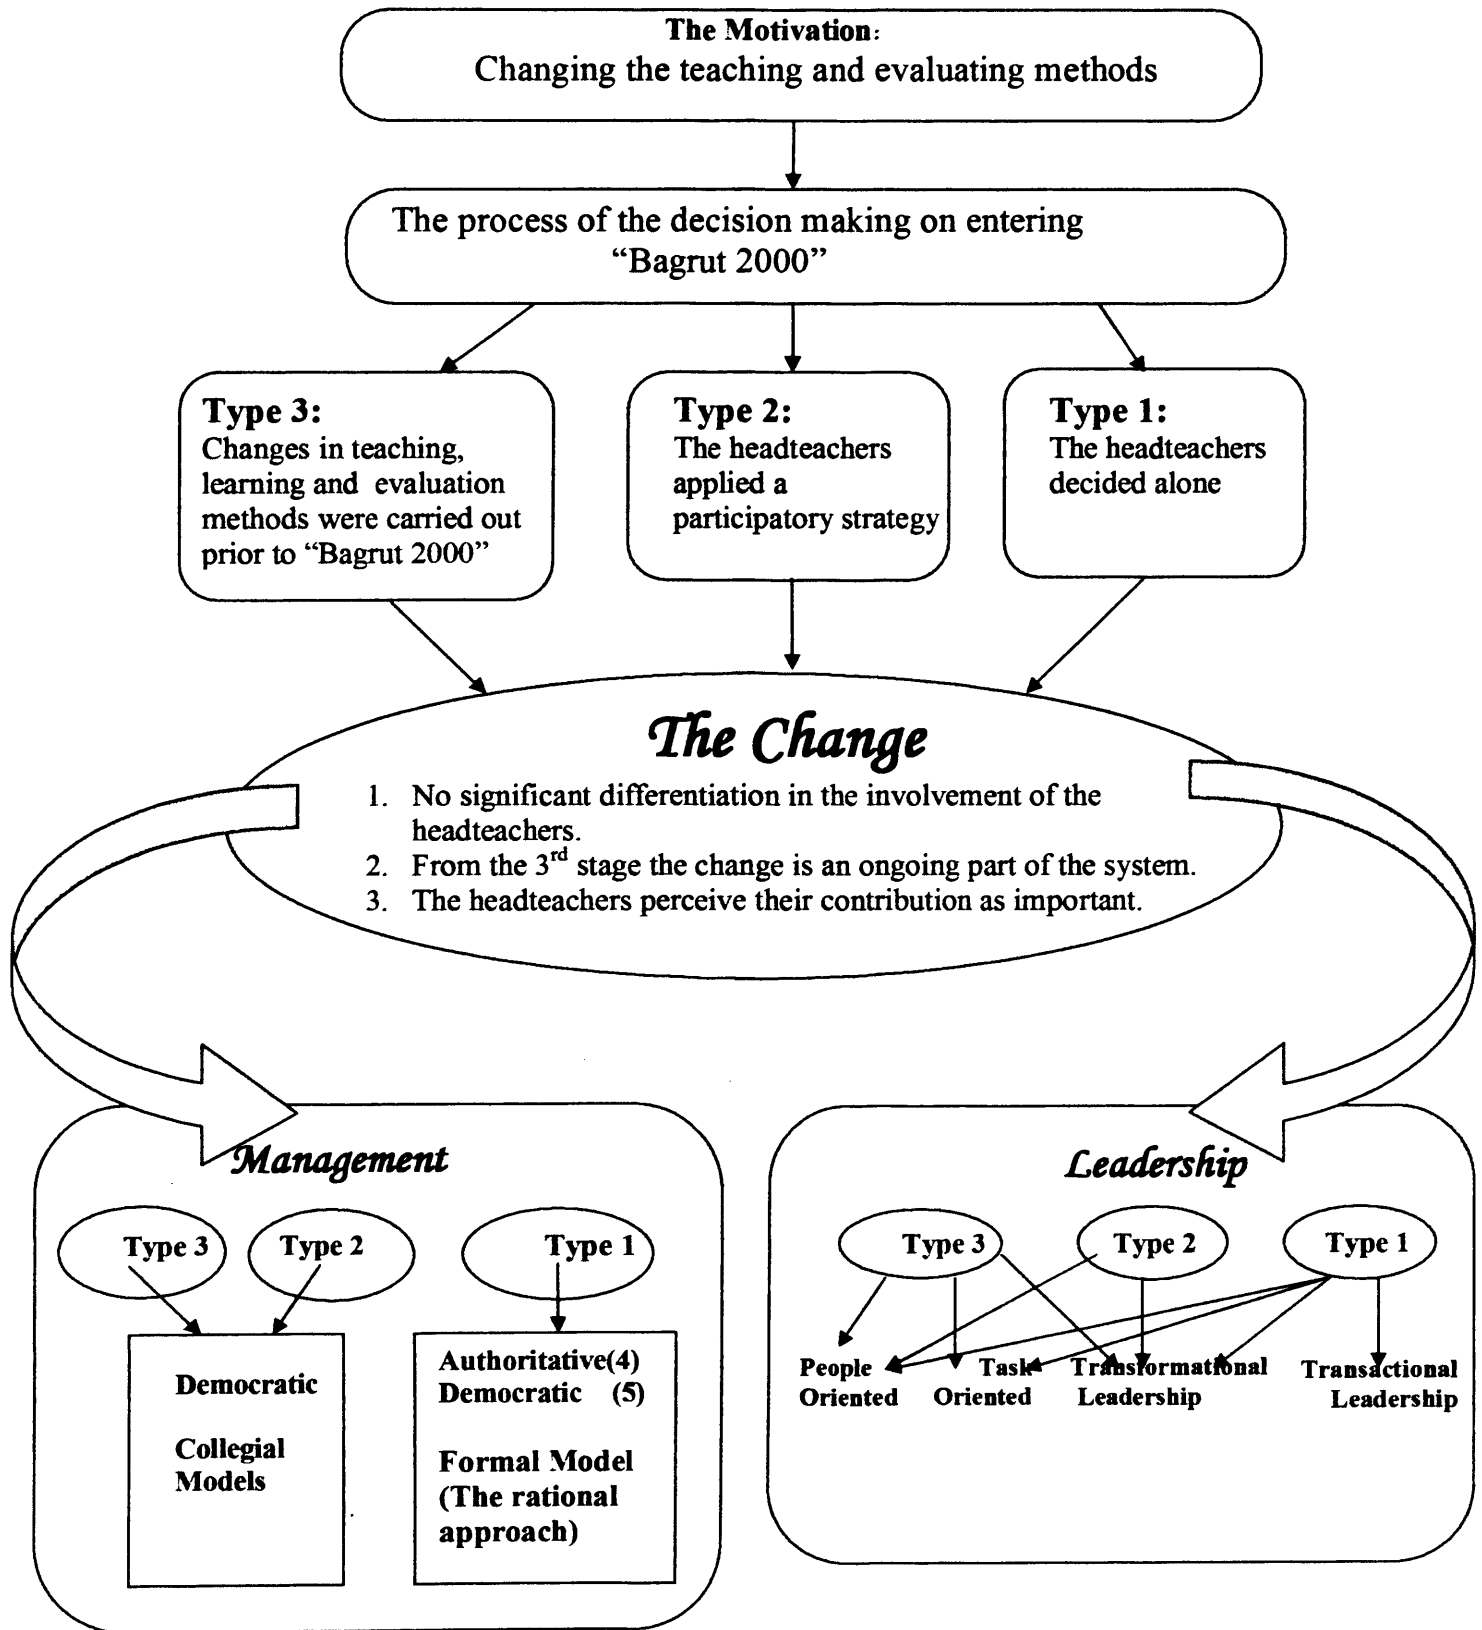 The Motivation:
Changing the teaching and evaluating methods
The process of the decision making on entering
“Bagrut 2000”
Type 3:
Changes in teaching,
learning and evaluation
methods were carried out
prior to “Bagrut 2000”
Type 2:
The headteachers
applied a
participatory strategy
Type 1:
The headteachers
decided alone
The Change
1. No significant differentiation in the involvement of the
headteachers.
2. From the 3rd stage the change is an ongoing part of the system.
3. The headteachers perceive their contribution as important.
Management
Type 3
Type 2
Type 1
Democratic
Collegial
Models
Authoritative(4)
Democratic (5)
Formal Model
(The rational
approach)
Leadership
Type 3
Type 2
Type 1
People
Oriented
Task
Oriented
Transformational
Leadership
Transactional
Leadership